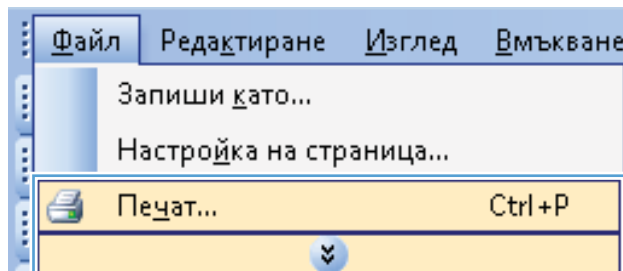 Файл Редактиране Изглед Вмъкване
Запиши като...
Настройка на страница...
Печат... Ctrl+P